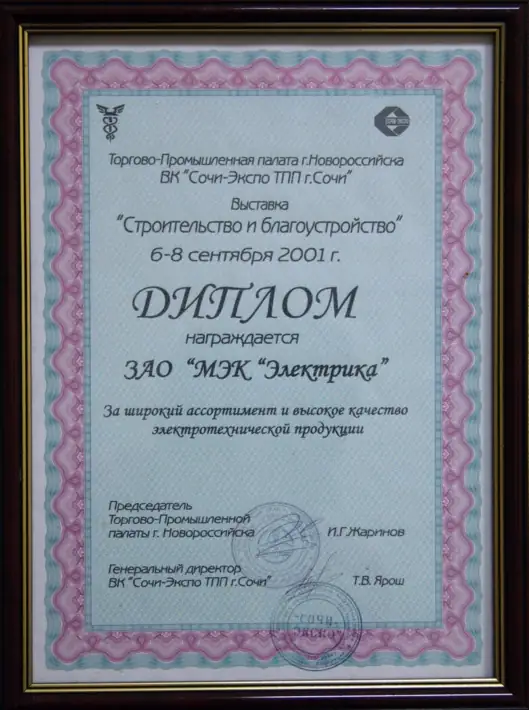 Торгово-Промышленная палата г.Новороссийска
ВК "Сочи-Экспо ТПП г.Сочи"
Выставка
"Строительство и благоустройство"
6-8 сентября 2001 г.
ДИПЛОМ
награждается
ЗАО "МЭК "Электрика"
За широкий ассортимент и высокое качество
электротехнической продукции
Председатель
Торгово-Промышленной
палаты г. Новороссийска И.Г.Жаринов
Генеральный директор
ВК "Сочи-Экспо ТПП г.Сочи" Т.В. Ярош